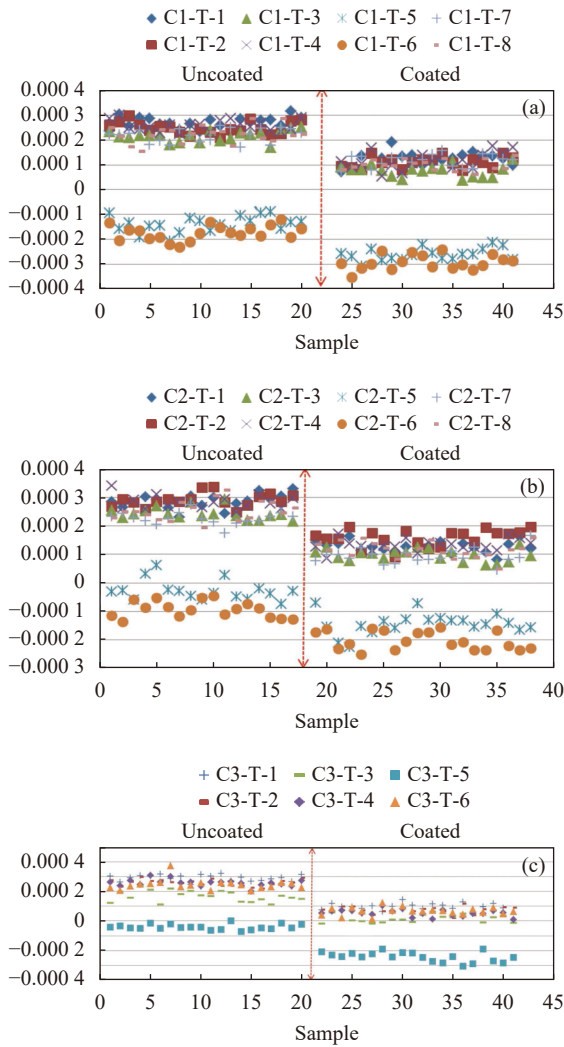 C1-T-1 C1-T-3 C1-T-5 C1-T-7
C1-T-2 C1-T-4 C1-T-6 C1-T-8
Uncoated Coated
(a)
0.000 4
0.000 3
0.000 2
0.000 1
0
−0.000 1
−0.000 2
−0.000 3
−0.000 4
0 5 10 15 20 25 30 35 40 45
Sample
C2-T-1 C2-T-3 C2-T-5 C2-T-7
C2-T-2 C2-T-4 C2-T-6 C2-T-8
Uncoated Coated
(b)
0.000 4
0.000 3
0.000 2
0.000 1
0
−0.000 1
−0.000 2
−0.000 3
0 5 10 15 20 25 30 35 40
Sample
C3-T-1 C3-T-3 C3-T-5
C3-T-2 C3-T-4 C3-T-6
Uncoated Coated
(c)
0.000 4
0.000 2
0
−0.000 2
−0.000 4
0 5 10 15 20 25 30 35 40 45
Sample